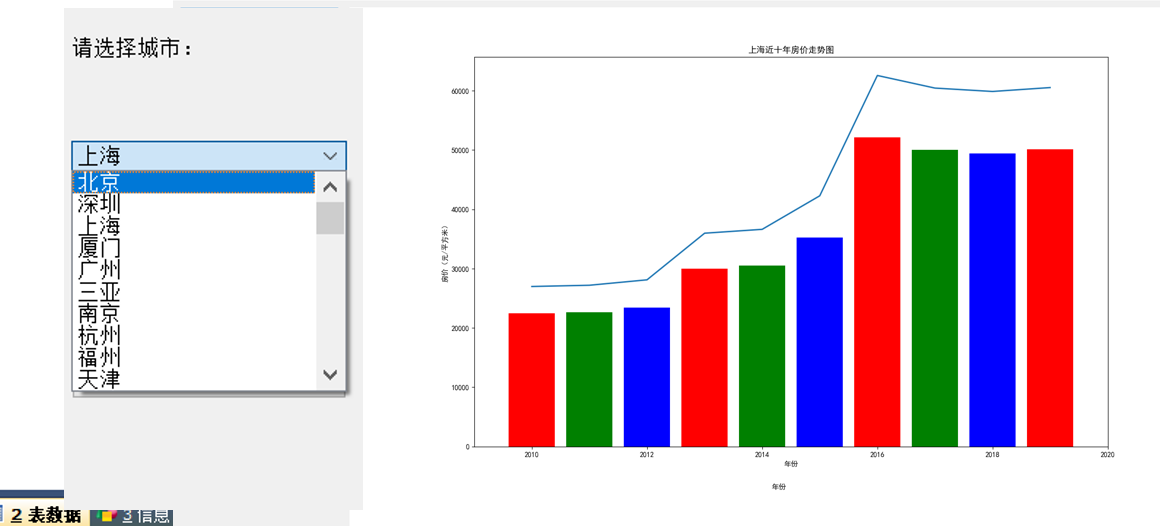 请选择城市：
上海
北京
深圳
上海
厦门
广州
三亚
南京
杭州
福州
天津
2 表数据
3 信息
上海近十年房价走势图
房价（元/平方米）
60000
50000
40000
30000
20000
10000
0
2010 2012 2014 2016 2018 2020
年份
年份